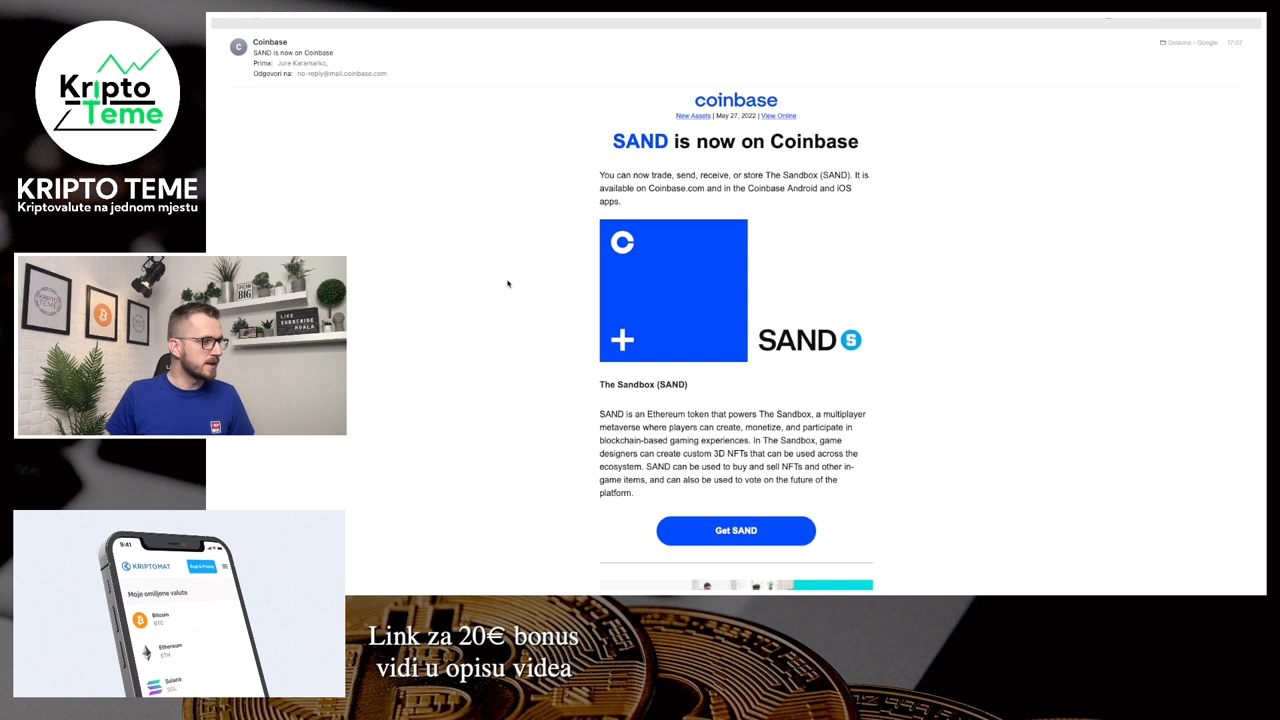 Kripto
Teme
KRIPTO TEME
Kriptovalute na jednom mjestu
C
Coinbase
SAND is now on Coinbase
Prima: Jure Karamarko,
Odgovori na: no-reply@mail.coinbase.com
Dolazno - Google 17:07
coinbase
New Assets | May 27, 2022 | View Online
SAND is now on Coinbase
You can now trade, send, receive, or store The Sandbox (SAND). It is
available on Coinbase.com and in the Coinbase Android and iOS
apps.
SAND
The Sandbox (SAND)
SAND is an Ethereum token that powers The Sandbox, a multiplayer
metaverse where players can create, monetize, and participate in
blockchain-based gaming experiences. In The Sandbox, game
designers can create custom 3D NFTs that can be used across the
ecosystem. SAND can be used to buy and sell NFTs and other in-
game items, and can also be used to vote on the future of the
platform.
Get SAND
BIG
LIKE
SUBSCRIBE
HVALA
9:41
KRIPTOMAT
Moje omiljene valute
Bitcoin
BTC
Ethereum
ETH
Solana
SOL
Link za 20€ bonus
vidi u opisu videa